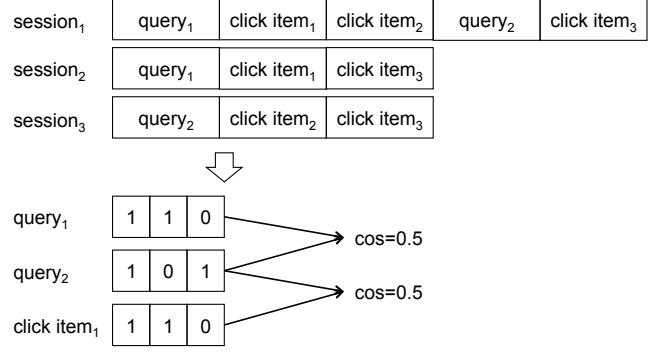 session₁ query₁ click item₁ click item₂ query₂ click item₃
session₂ query₁ click item₁ click item₃
session₃ query₂ click item₂ click item₃
query₁ 1 1 0
cos=0.5
query₂ 1 0 1
cos=0.5
click item₁ 1 1 0